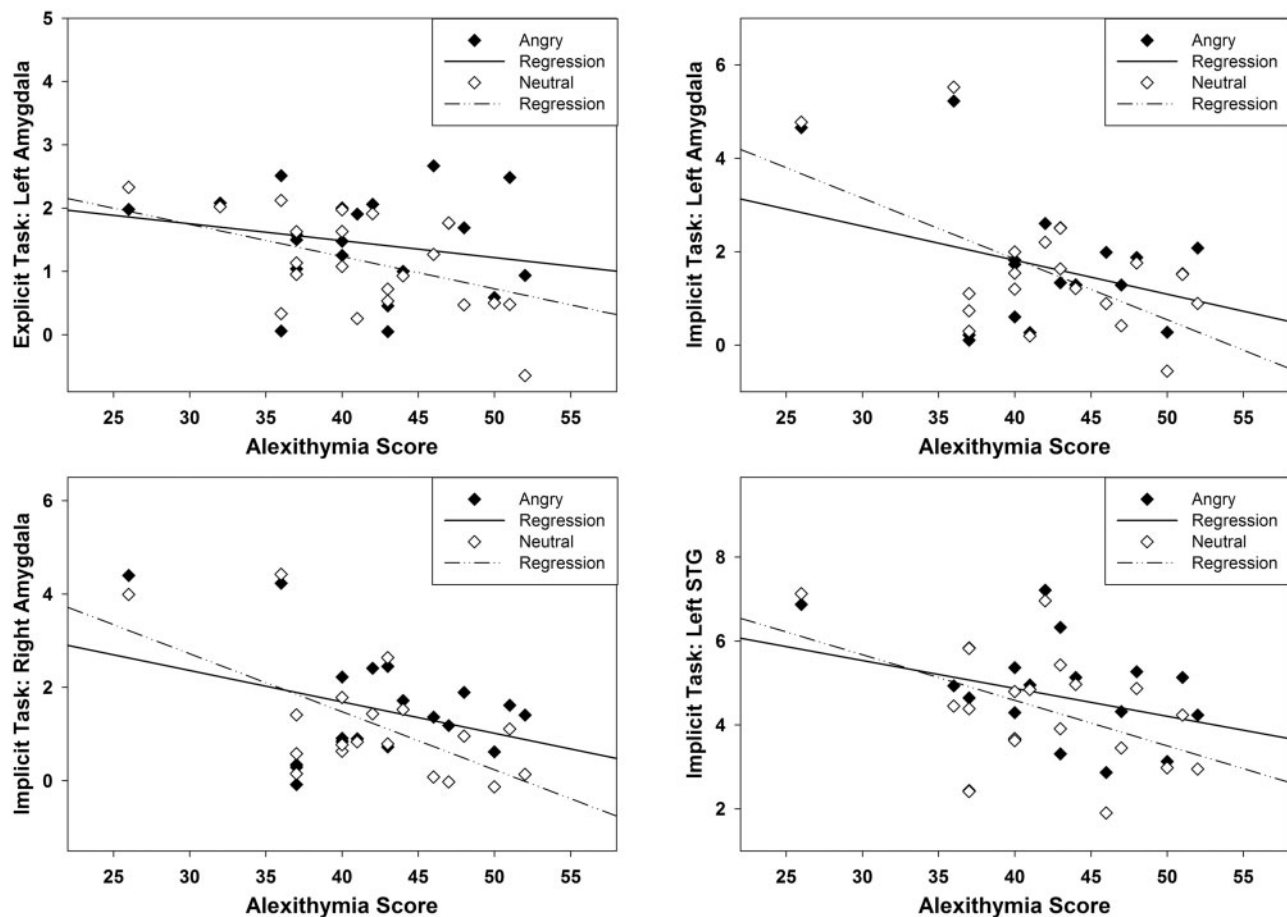 Explicit Task: Left Amygdala
5
4
3
2
1
0
25 30 35 40 45 50 55
Alexithymia Score
Angry
Regression
Neutral
Regression
Implicit Task: Left Amygdala
6
4
2
0
25 30 35 40 45 50 55
Alexithymia Score
Angry
Regression
Neutral
Regression
Implicit Task: Right Amygdala
6
4
2
0
25 30 35 40 45 50 55
Alexithymia Score
Angry
Regression
Neutral
Regression
Implicit Task: Left STG
8
6
4
2
25 30 35 40 45 50 55
Alexithymia Score
Angry
Regression
Neutral
Regression